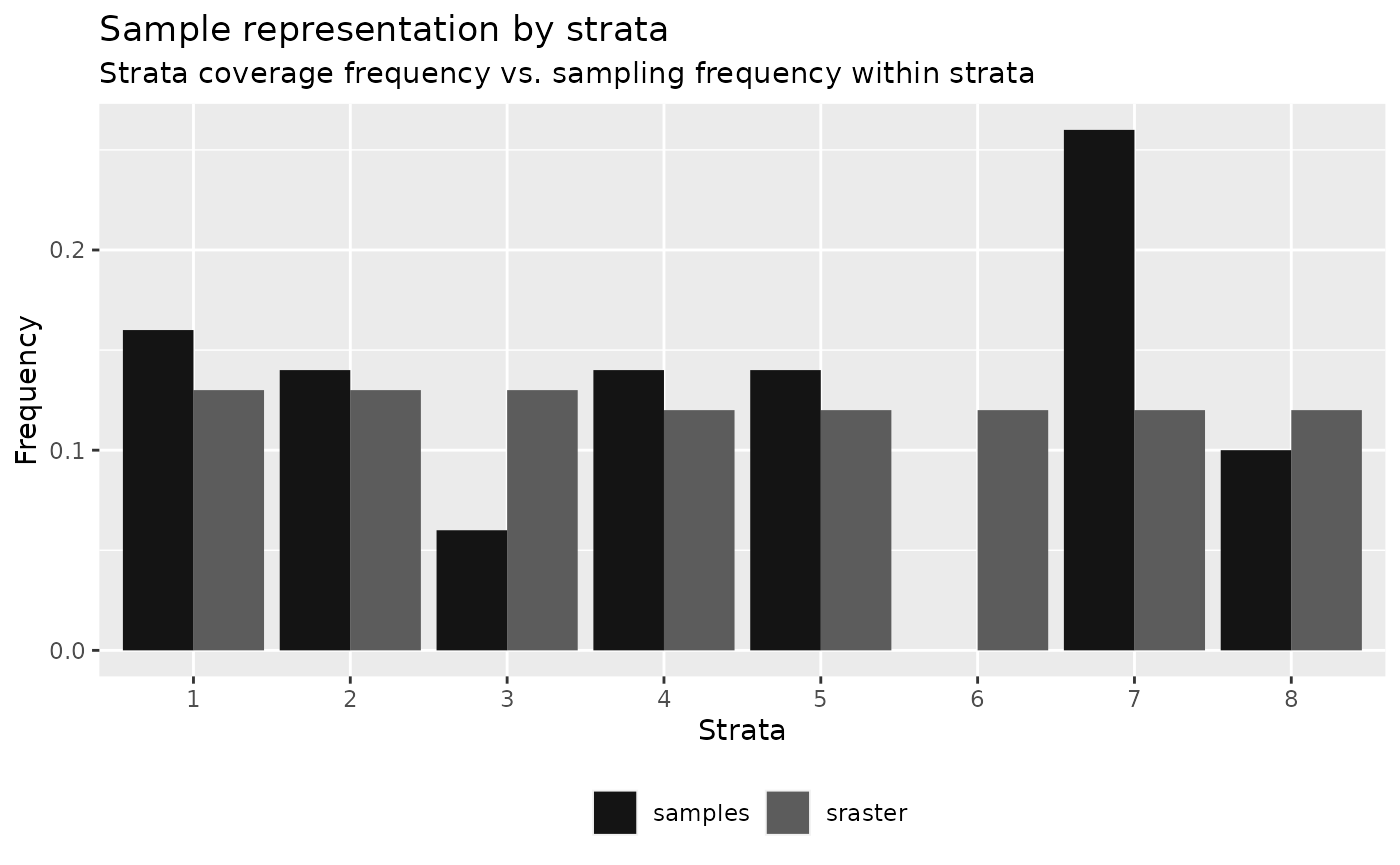 Sample representation by strata
Strata coverage frequency vs. sampling frequency within strata
Frequency
0.2
0.1
0.0
1 2 3 4 5 6 7 8
Strata
samples sraster